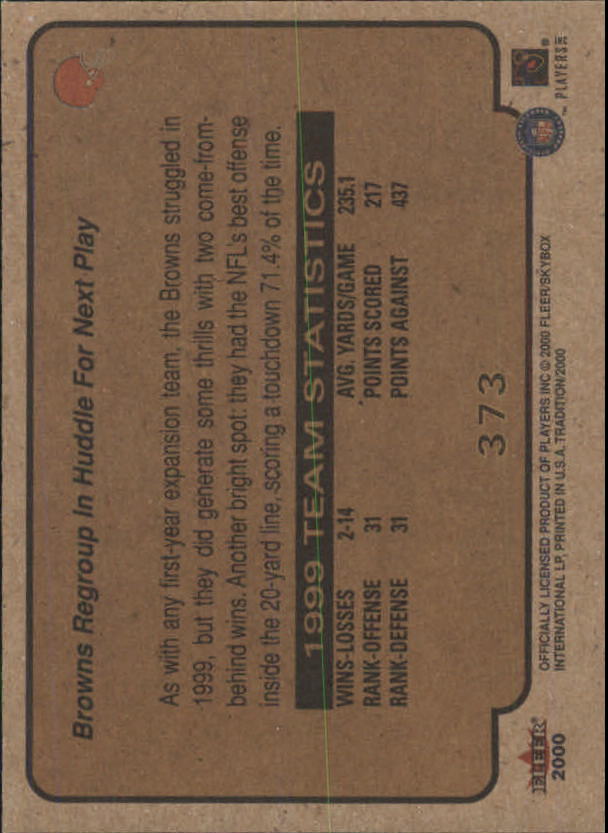 Browns Regroup In Huddle For Next Play
As with any first-year expansion team, the Browns struggled in
1999, but they did generate some thrills with two come-from-
behind wins. Another bright spot: they had the NFL's best offense
inside the 20-yard line, scoring a touchdown 71.4% of the time.
1999 TEAM STATISTICS
WINS-LOSSES 2-14 AVG. YARDS/GAME 235.1
RANK-OFFENSE 31 POINTS SCORED 217
RANK-DEFENSE 31 POINTS AGAINST 437
373
FLEER®
2000
OFFICIALLY LICENSED PRODUCT OF PLAYERS INC © 2000 FLEER/SKYBOX
INTERNATIONAL LP, PRINTED IN U.S.A. TRADITION/2000
NFL
PLAYERS INC